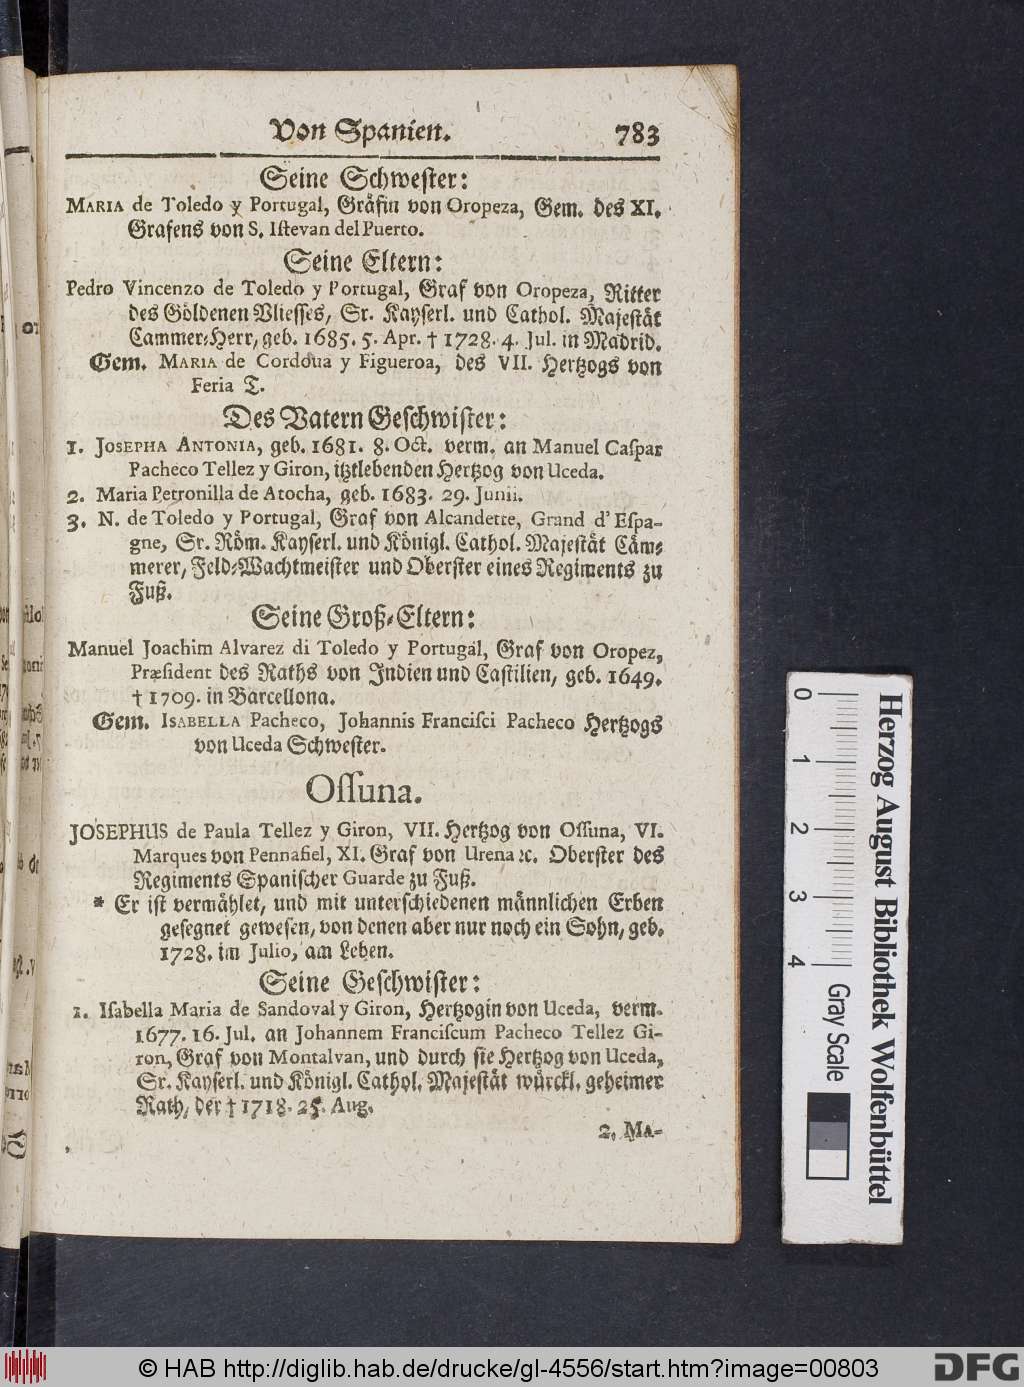 Von Spanien. 783
Seine Schwester:
MARIA de Toledo y Portugal, Gräfin von Oropeza, Gem. des XI.
Grafens von S. Istevan del Puerto.
Seine Eltern:
Pedro Vincenzo de Toledo y Portugal, Graf von Oropeza, Ritter
des Göldenen Vliesses, Sr. Kayserl. und Cathol. Majestät
Cammer-Herr, geb. 1685. 5. Apr. † 1728. 4. Jul. in Madrid.
Gem. MARIA de Cordoua y Figueroa, des VII. Hertzogs von
Feria T.
Des Vatern Geschwister:
1. JOSEPHA ANTONIA, geb. 1681. 8. Oct. verm. an Manuel Caspar
Pacheco Tellez y Giron, itztlebenden Hertzog von Uceda.
2. Maria Petronilla de Atocha, geb. 1683. 29. Junii.
3. N. de Toledo y Portugal, Graf von Alcandette, Grand d' Espa-
gne, Sr. Röm. Kayserl. und Königl. Cathol. Majestät Cäm-
merer, Feld-Wachtmeister und Oberster eines Regiments zu
Fuß.
Seine Groß-Eltern:
Manuel Joachim Alvarez di Toledo y Portugál, Graf von Oropez,
Præsident des Raths von Indien und Castilien, geb. 1649.
† 1709. in Barcellona.
Gem. ISABELLA Pacheco, Johannis Francisci Pacheco Hertzogs
von Uceda Schwester.
Ossuna.
JOSEPHUS de Paula Tellez y Giron, VII. Hertzog von Ossuna, VI.
Marques von Pennafiel, XI. Graf von Urena ꝛc. Oberster des
Regiments Spanischer Guarde zu Fuß.
* Er ist vermählet, und mit unterschiedenen männlichen Erben
gesegnet gewesen, von denen aber nur noch ein Sohn, geb.
1728. im Julio, am Leben.
Seine Geschwister:
1. Isabella Maria de Sandoval y Giron, Hertzogin von Uceda, verm.
1677. 16. Jul. an Johannem Franciscum Pacheco Tellez Gi-
ron, Graf von Montalvan, und durch sie Hertzog von Uceda,
Sr. Kayserl. und Königl. Cathol. Majestät würckl. geheimer
Rath, der † 1718. 25. Aug.
2. MA-
0 1 2 3 4 Gray Scale
Herzog August Bibliothek Wolfenbüttel
© HAB http://diglib.hab.de/drucke/gl-4556/start.htm?image=00803
DFG